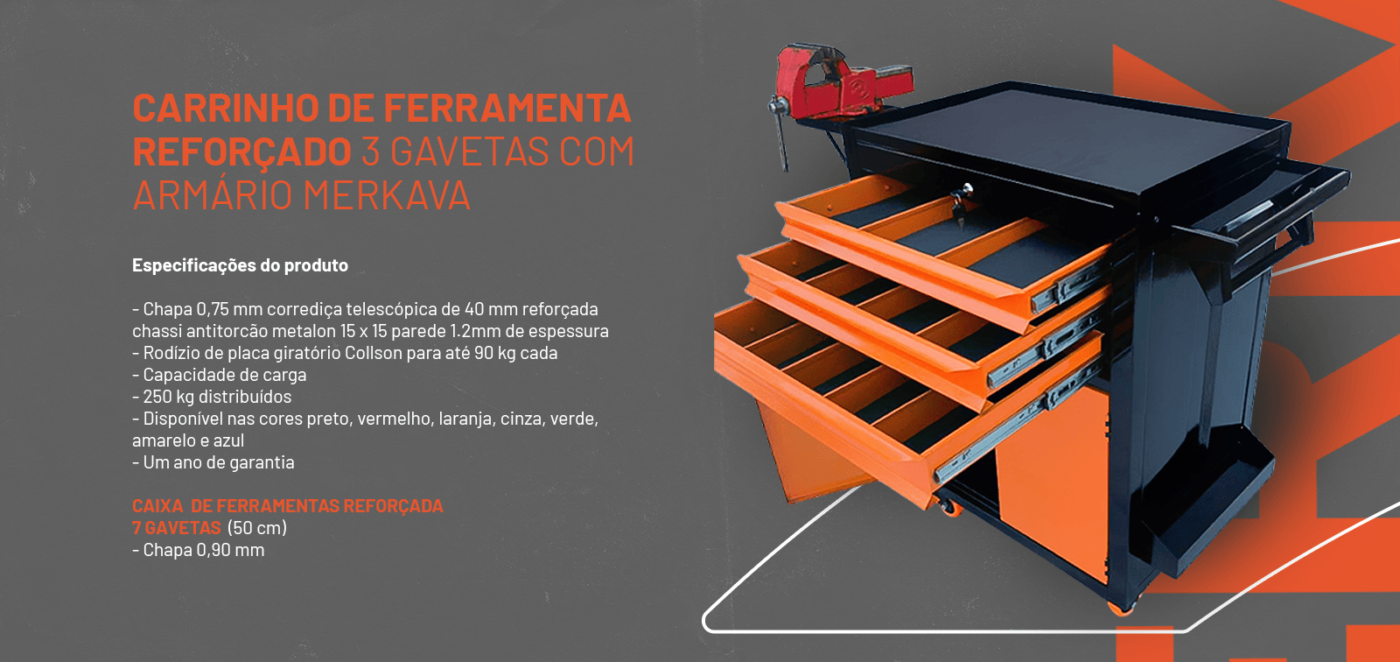 CARRINHO DE FERRAMENTA
REFORÇADO 3 GAVETAS COM
ARMÁRIO MERKAVA
Especificações do produto
- Chapa 0,75 mm corrediça telescópica de 40 mm reforçada
chassi antitorcão metalon 15 x 15 parede 1.2mm de espessura
- Rodízio de placa giratório Collson para até 90 kg cada
- Capacidade de carga
- 250 kg distribuídos
- Disponível nas cores preto, vermelho, laranja, cinza, verde,
amarelo e azul
- Um ano de garantia
CAIXA DE FERRAMENTAS REFORÇADA
7 GAVETAS (50 cm)
- Chapa 0,90 mm